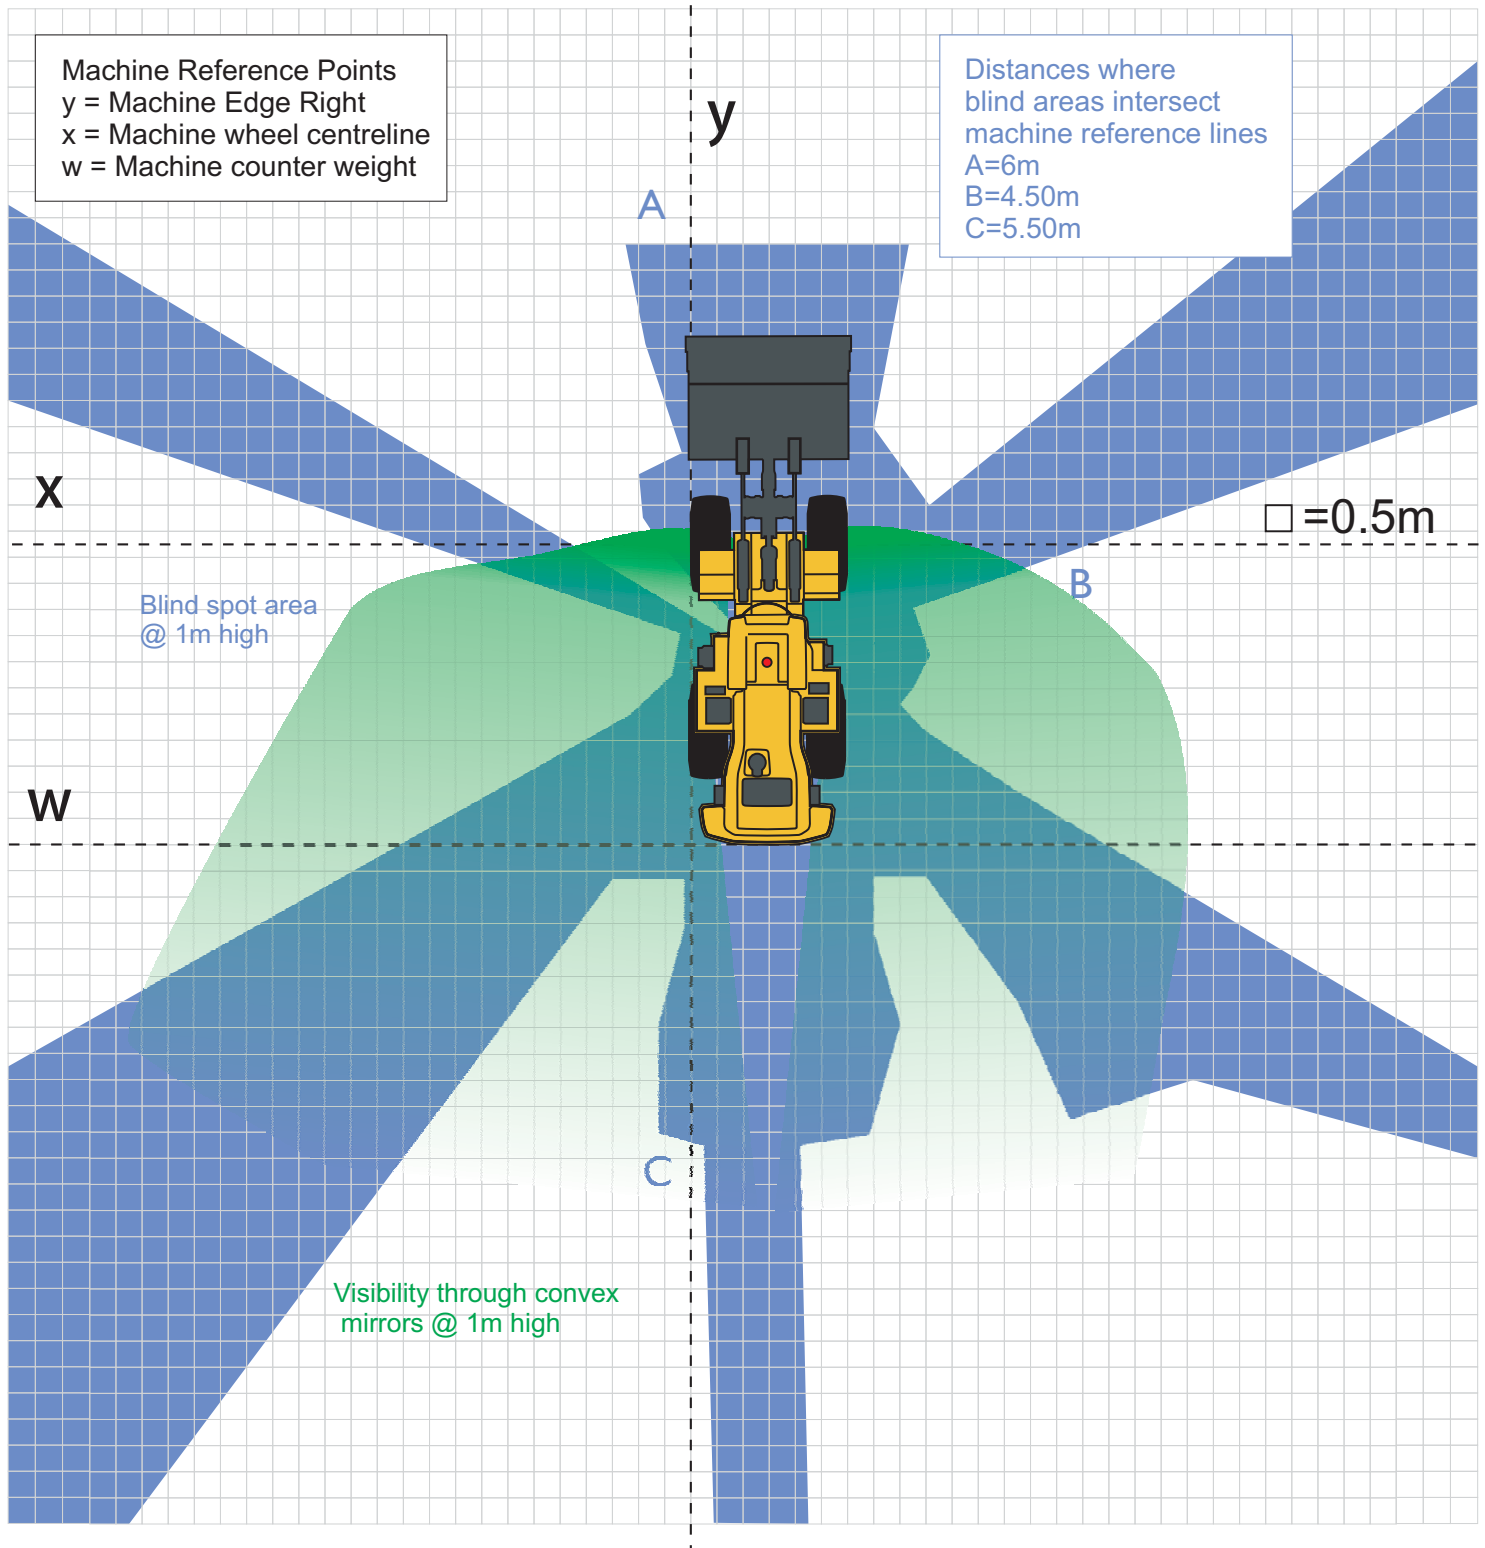 Machine Reference Points
y = Machine Edge Right
x = Machine wheel centreline
w = Machine counter weight
y
Distances where
blind areas intersect
machine reference lines
A=6m
B=4.50m
C=5.50m
A
x
□ =0.5m
B
Blind spot area
@ 1m high
w
C
Visibility through convex
mirrors @ 1m high